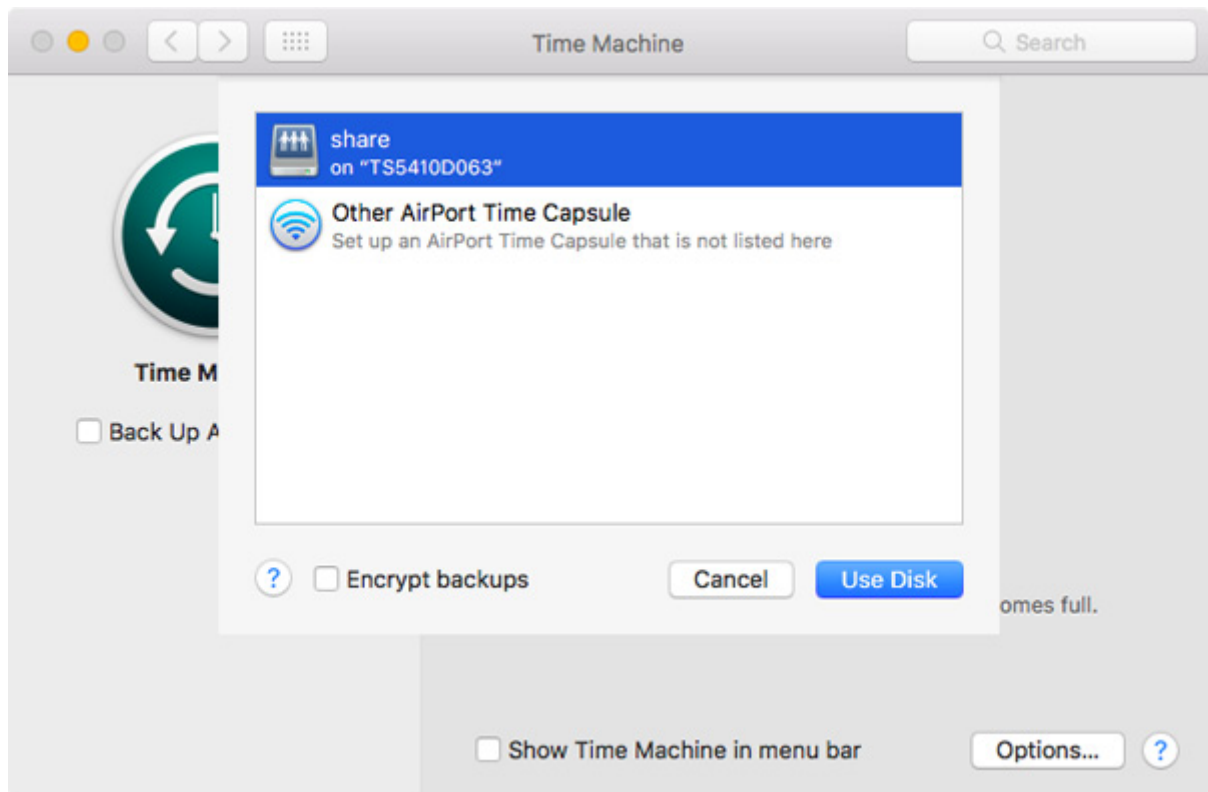 Time Machine
Search
share
on “TS5410D063”
Other AirPort Time Capsule
Set up an AirPort Time Capsule that is not listed here
Time M
Back Up A
?
Encrypt backups
Cancel
Use Disk
omes full.
Show Time Machine in menu bar
Options...
?